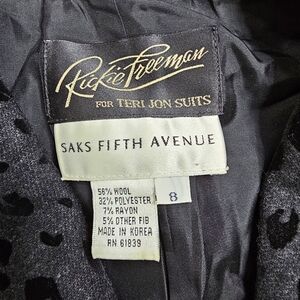 Rickie Freeman
FOR TERI JON SUITS
SAKS FIFTH AVENUE
56% WOOL
32% POLYESTER
7% RAYON
5% OTHER FIB
MADE IN KOREA
RN 61839
8